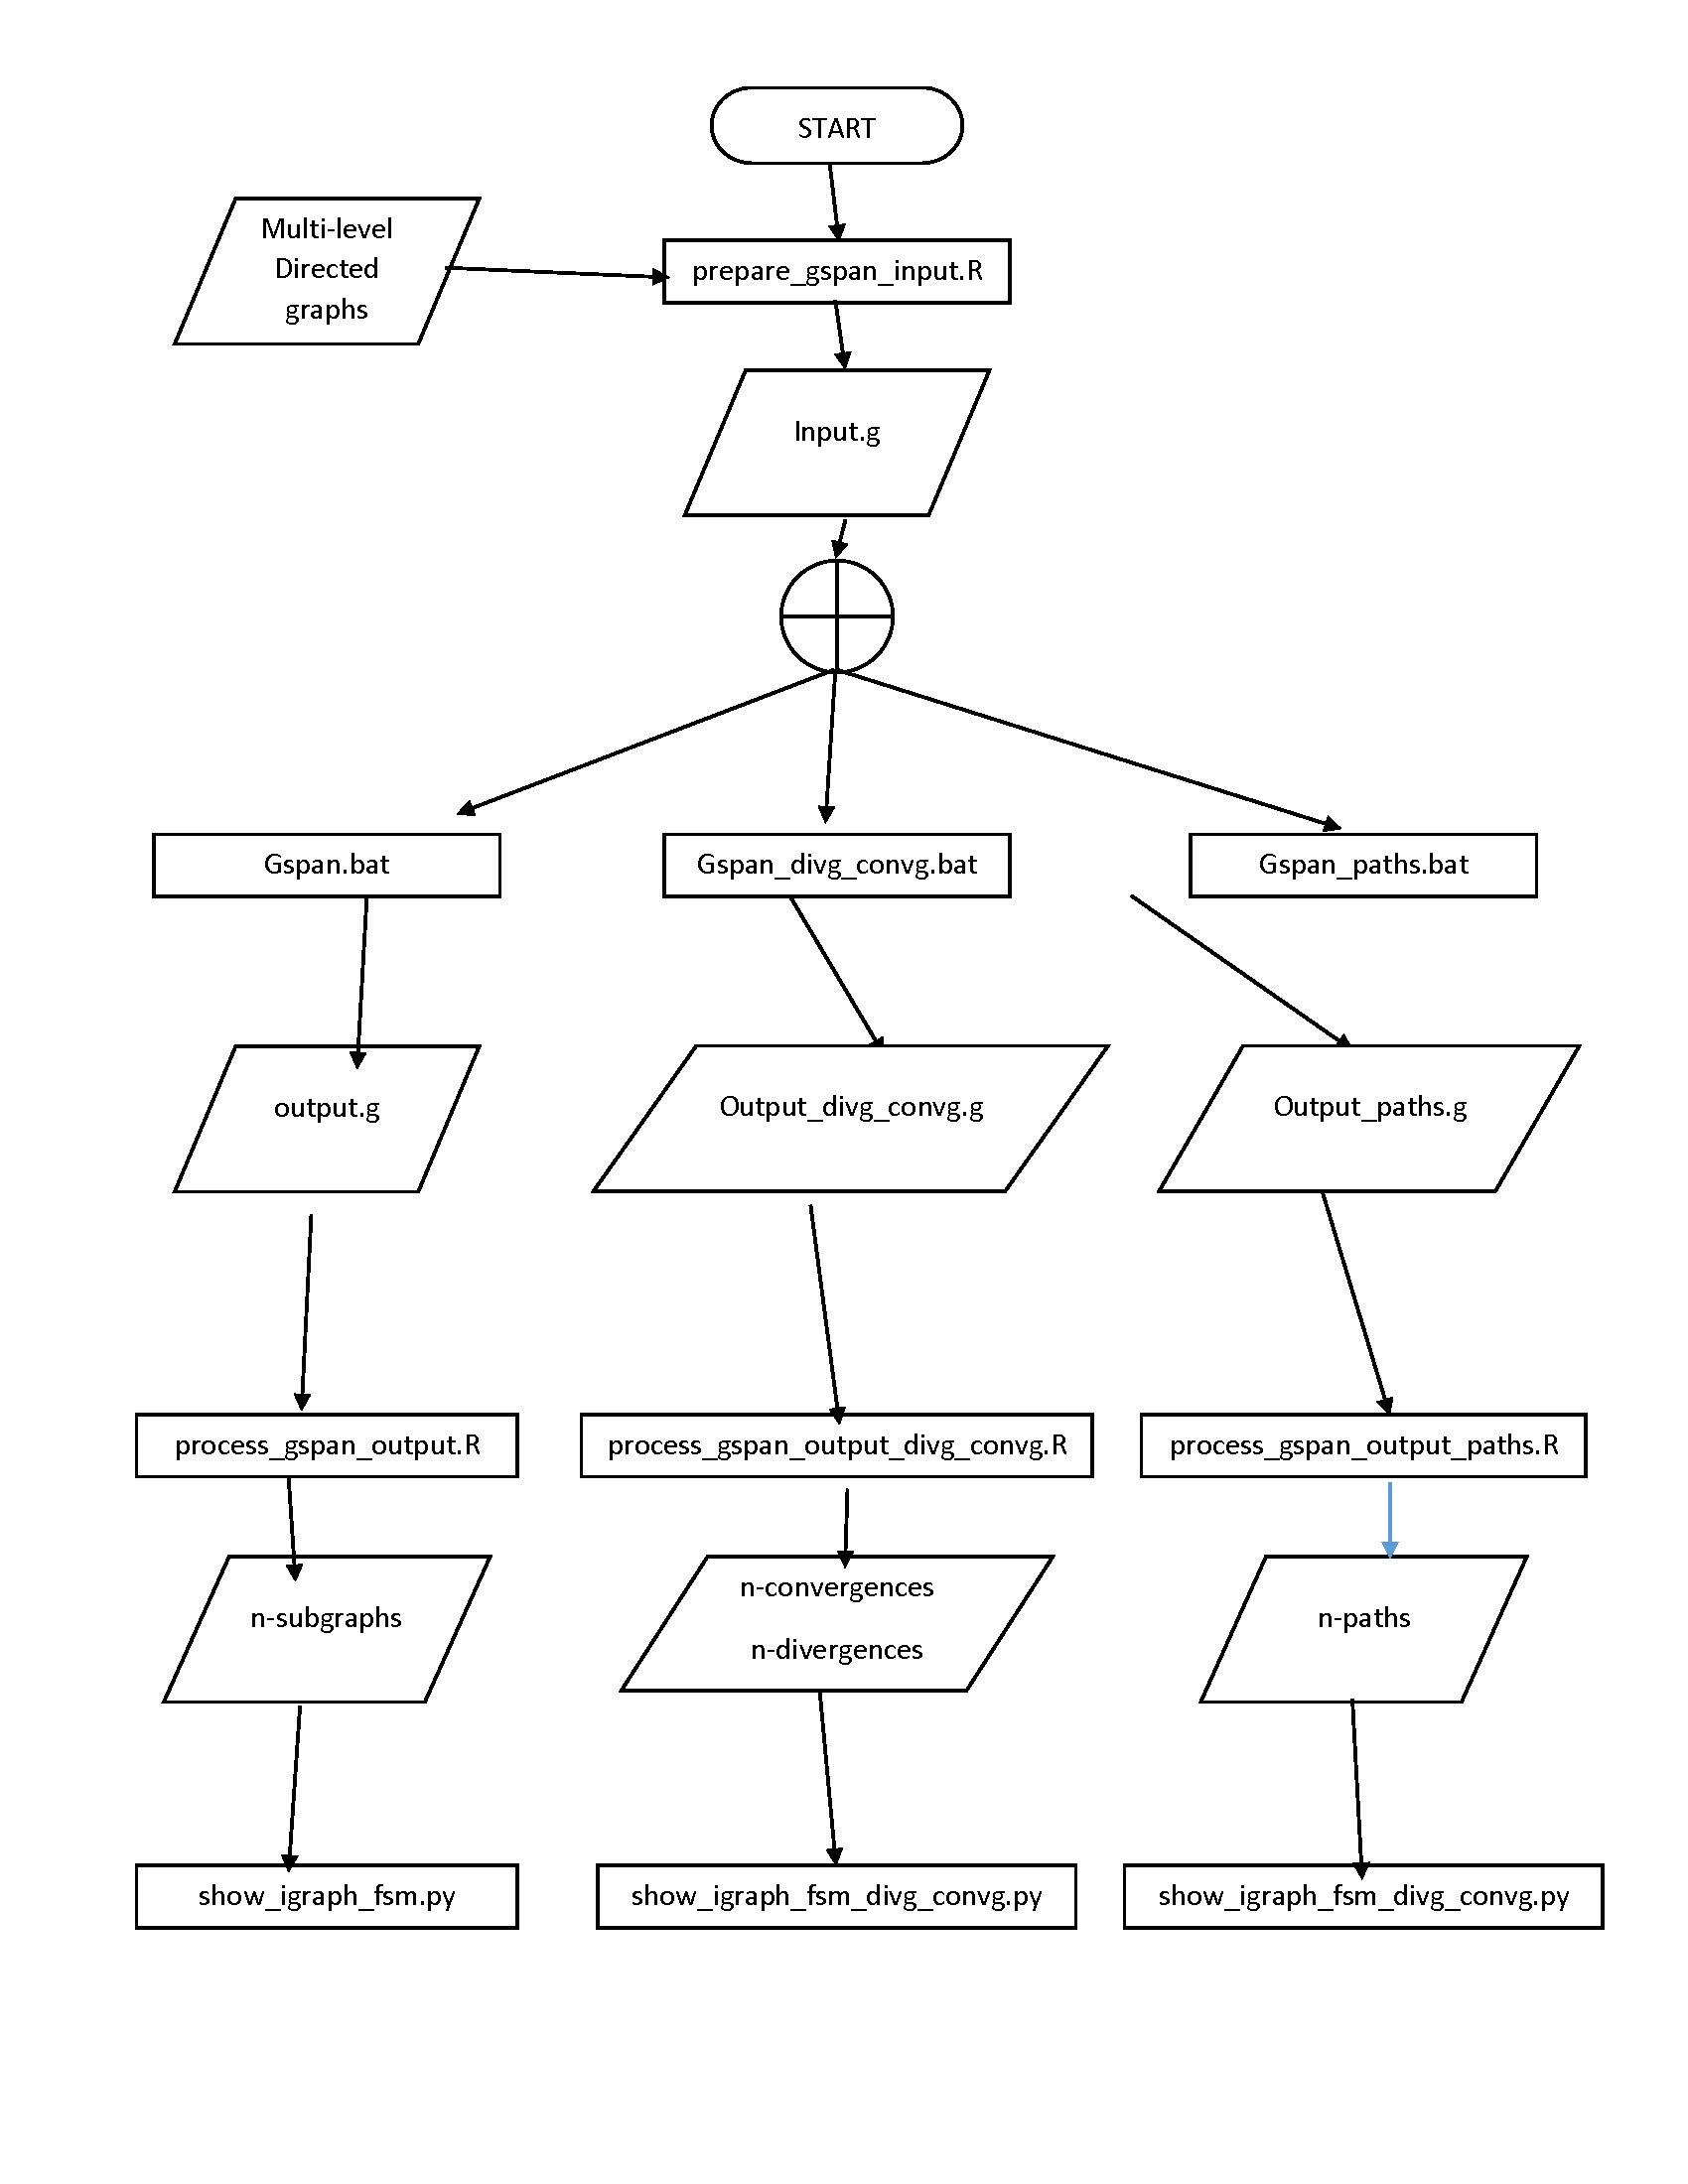 START
Multi-level
Directed
graphs
prepare_gspan_input.R
Input.g
Gspan.bat
Gspan_divg_convg.bat
Gspan_paths.bat
output.g
Output_divg_convg.g
Output_paths.g
process_gspan_output.R
process_gspan_output_divg_convg.R
process_gspan_output_paths.R
n-subgraphs
n-convergences
n-divergences
n-paths
show_igraph_fsm.py
show_igraph_fsm_divg_convg.py
show_igraph_fsm_divg_convg.py